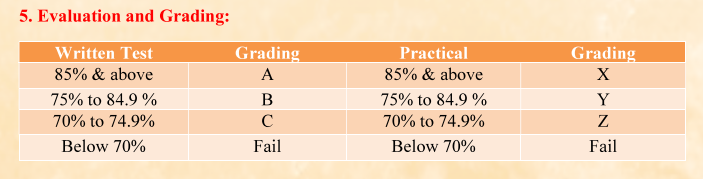 5. Evaluation and Grading:
Written Test Grading Practical Grading
85% & above A 85% & above X
75% to 84.9 % B 75% to 84.9 % Y
70% to 74.9% C 70% to 74.9% Z
Below 70% Fail Below 70% Fail